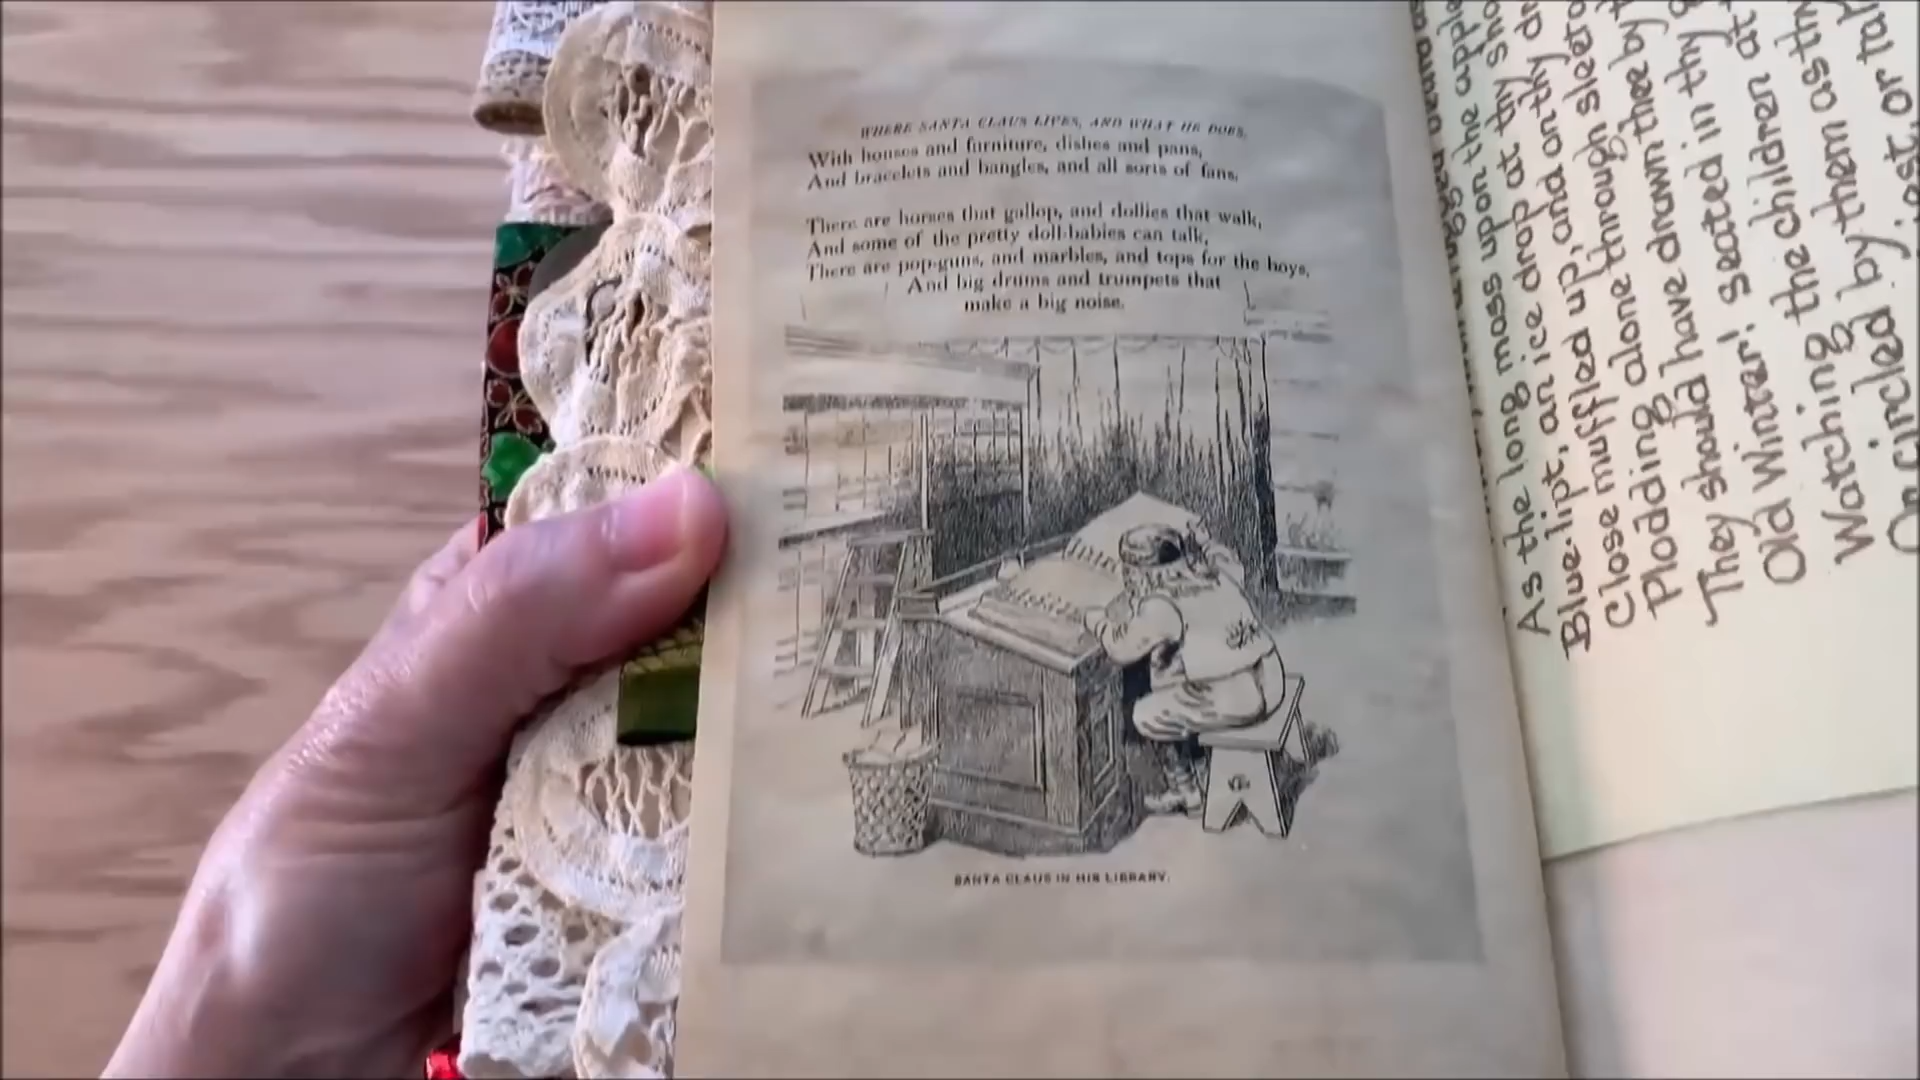 WHERE SANTA CLAUS LIVES, AND WHAT HE DOES.
With houses and furniture, dishes and pans,
And bracelets and bangles, and all sorts of fans.
There are horses that gallop, and dollies that walk,
And some of the pretty doll-babies can talk,
There are pop-guns, and marbles, and tops for the boys,
And big drums and trumpets that
make a big noise.
SANTA CLAUS IN HIS LIBRARY.
As the long moss upon the apple
Blue-lipt, an ice drop at thy
Close muffled up, and on thy
Plodding alone through
They should have drawn thee by
Old Winter! seated in thy
Watching the children at
Or circled by them as
jest, or